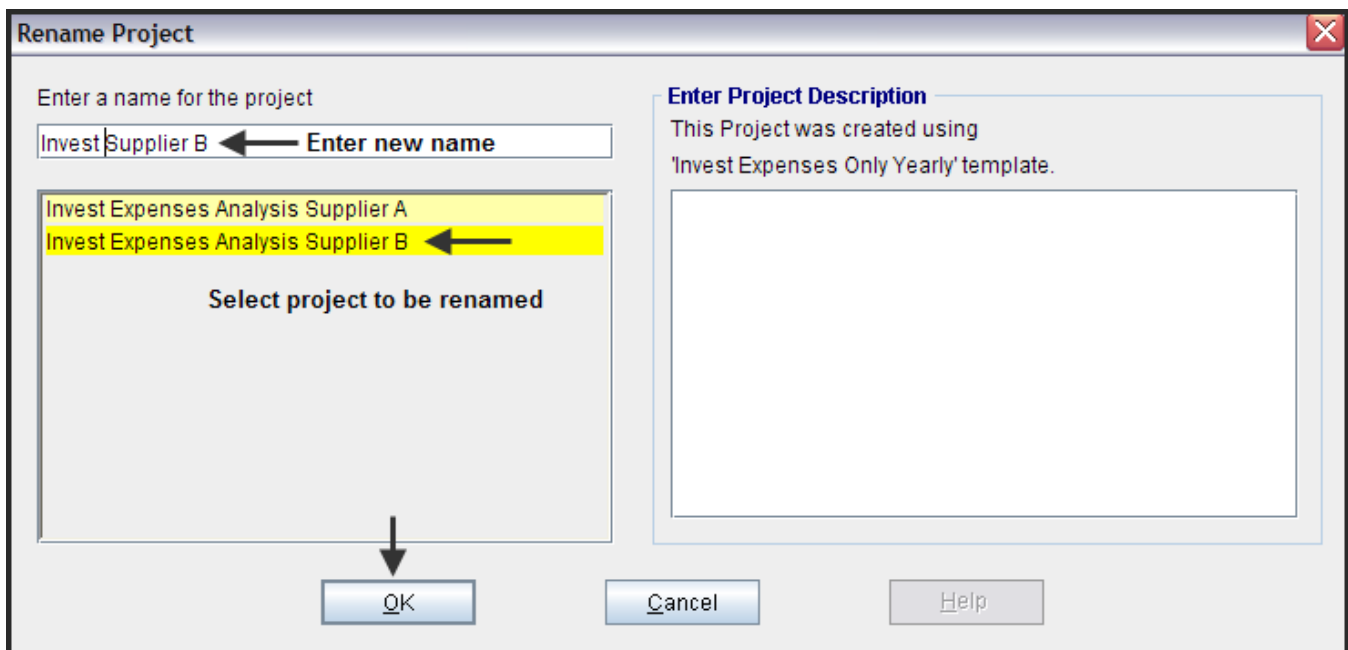 Rename Project
Enter a name for the project
Invest Supplier B Enter new name
Invest Expenses Analysis Supplier A
Invest Expenses Analysis Supplier B
Select project to be renamed
Enter Project Description
This Project was created using
'Invest Expenses Only Yearly' template.
OK
Cancel
Help